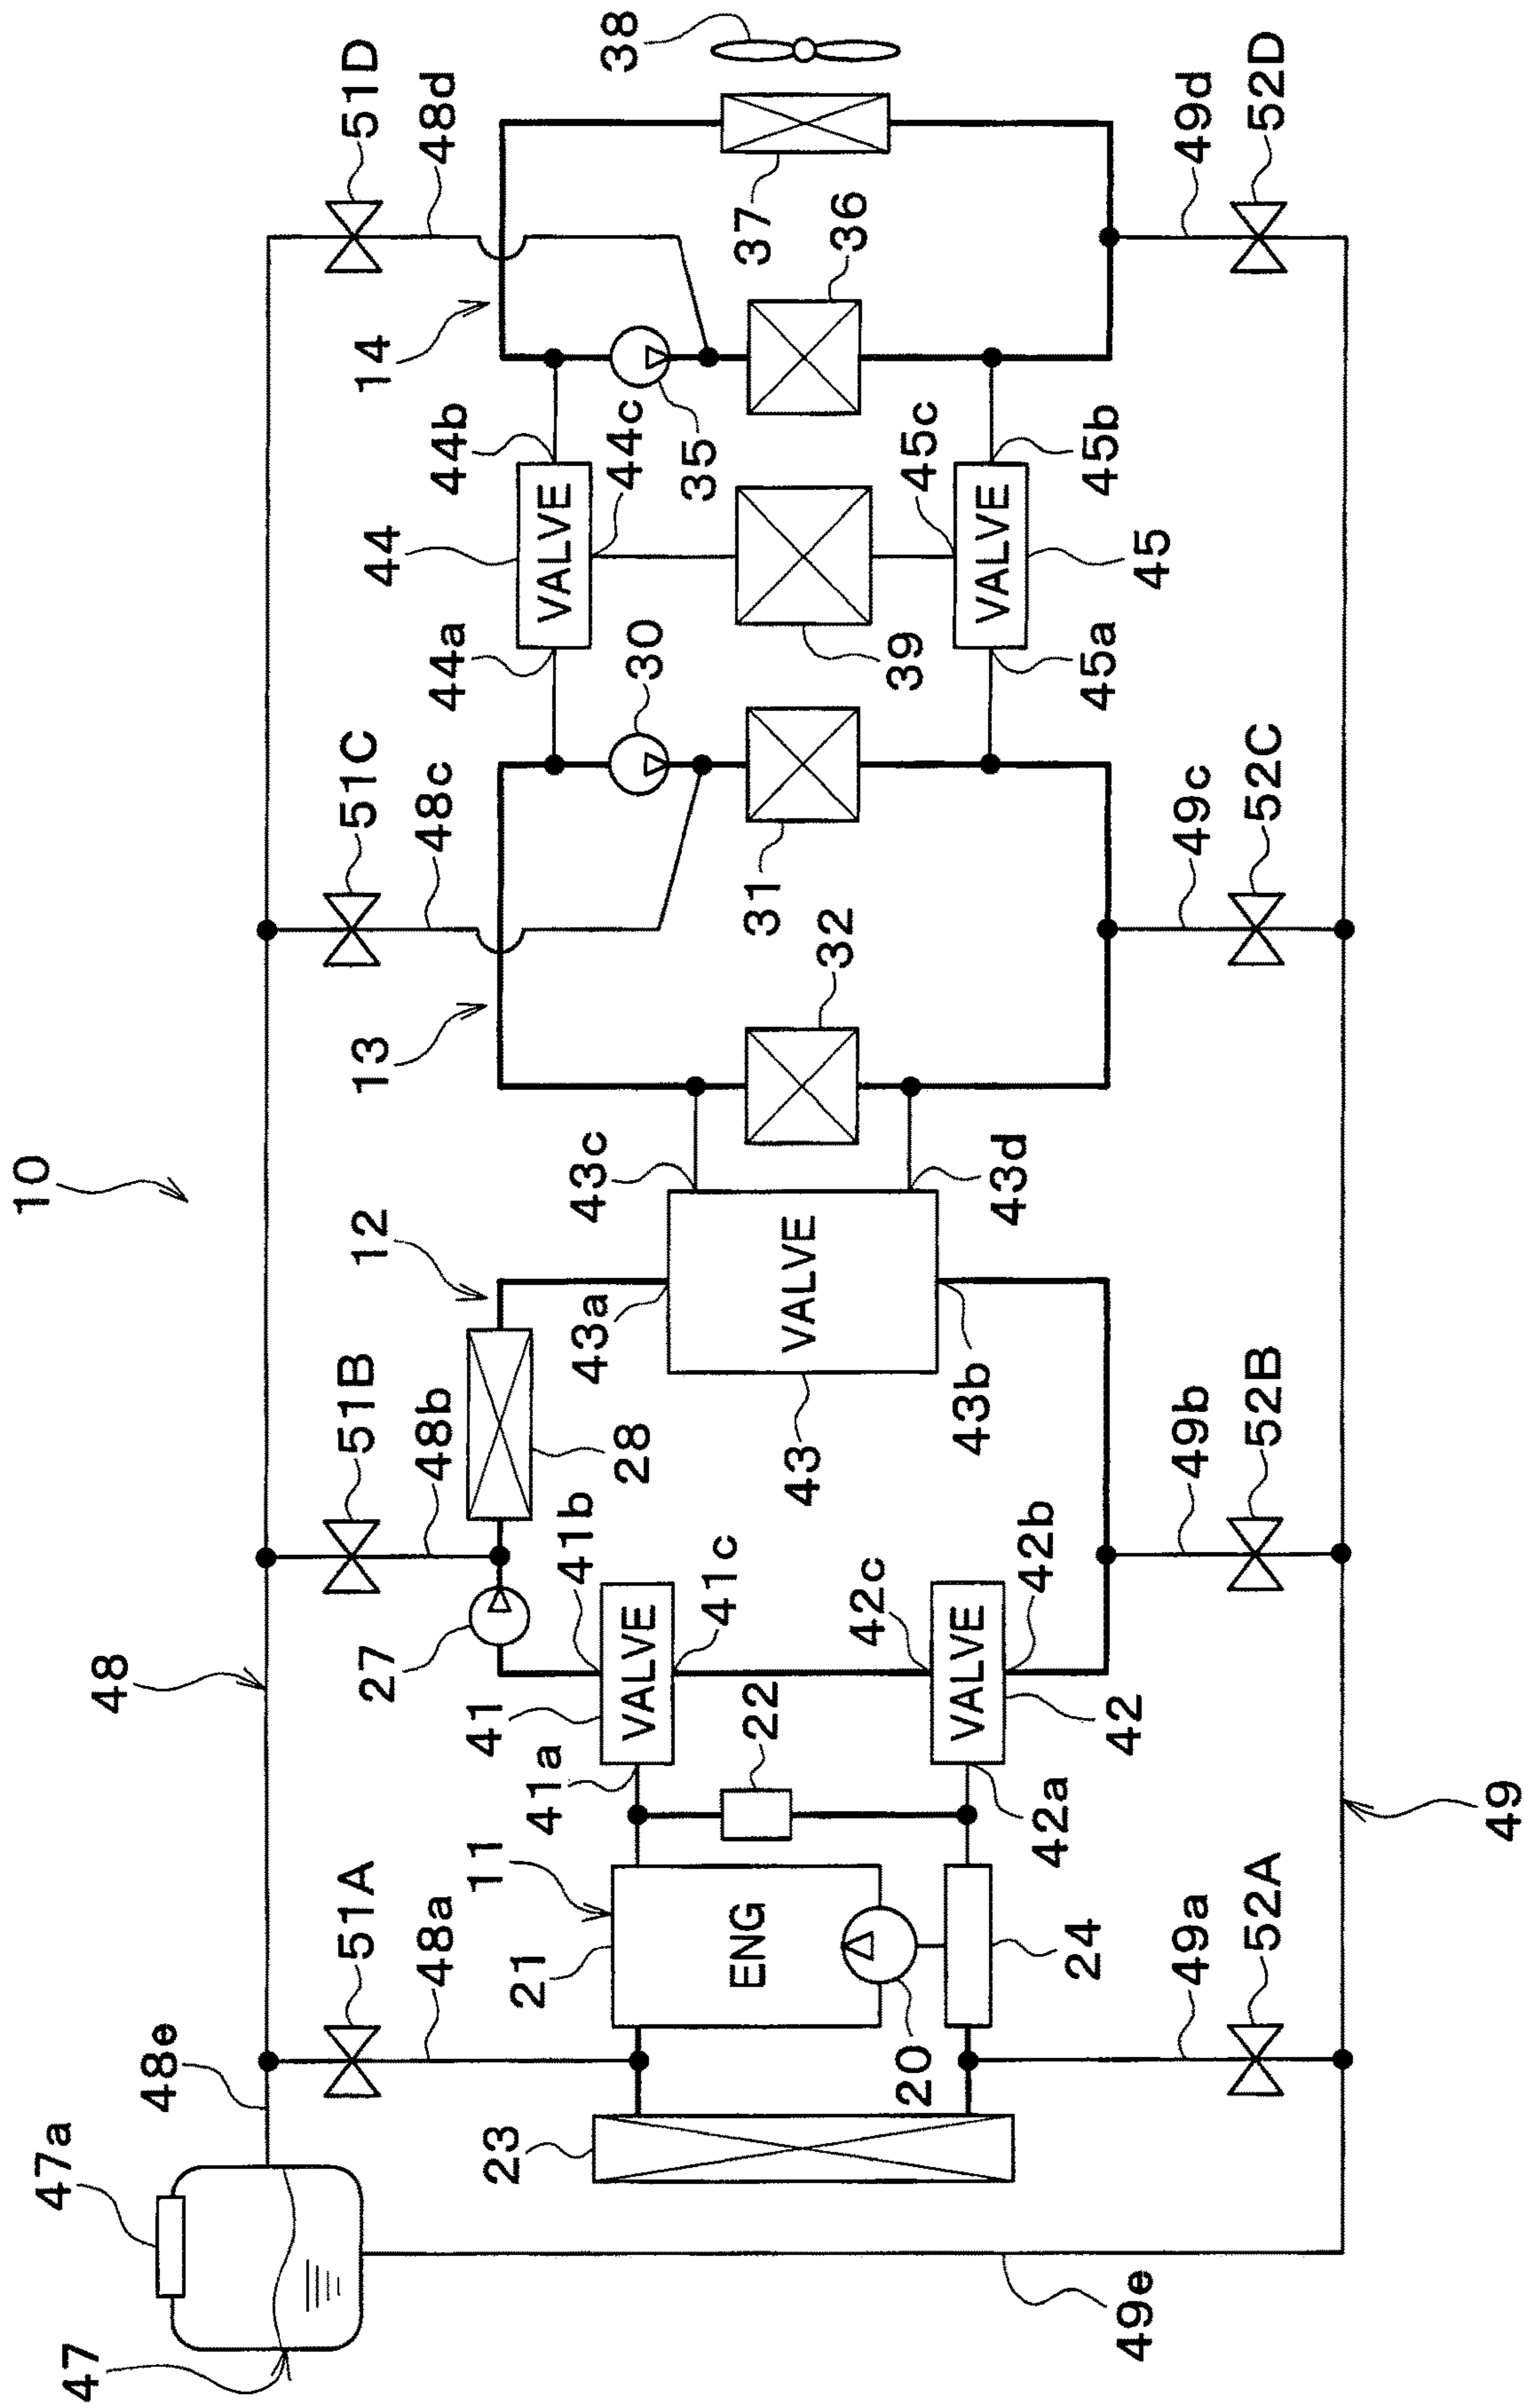 10
47a
48e
48
47
51A
51B
51C
51D
48a
48b
48c
48d
27
12
13
14
28
38
11
41
41a
41b
43a
43c
44a
44
44b
21
41c
VALVE
30
VALVE
44c
35
23
22
43
31
39
37
ENG
VALVE
32
36
20
24
42c
42a
VALVE
42
42b
43b
43d
45c
VALVE
45a
45
45b
49a
49b
49c
49d
52A
52B
52C
52D
49e
49